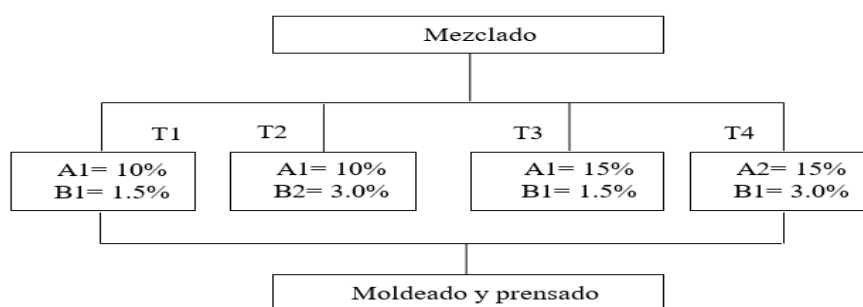 Mezclado
T1
T2
T3
T4
A1= 10%
B1= 1.5%
A1= 10%
B2= 3.0%
A1= 15%
B1= 1.5%
A2= 15%
B1= 3.0%
Moldeado y prensado